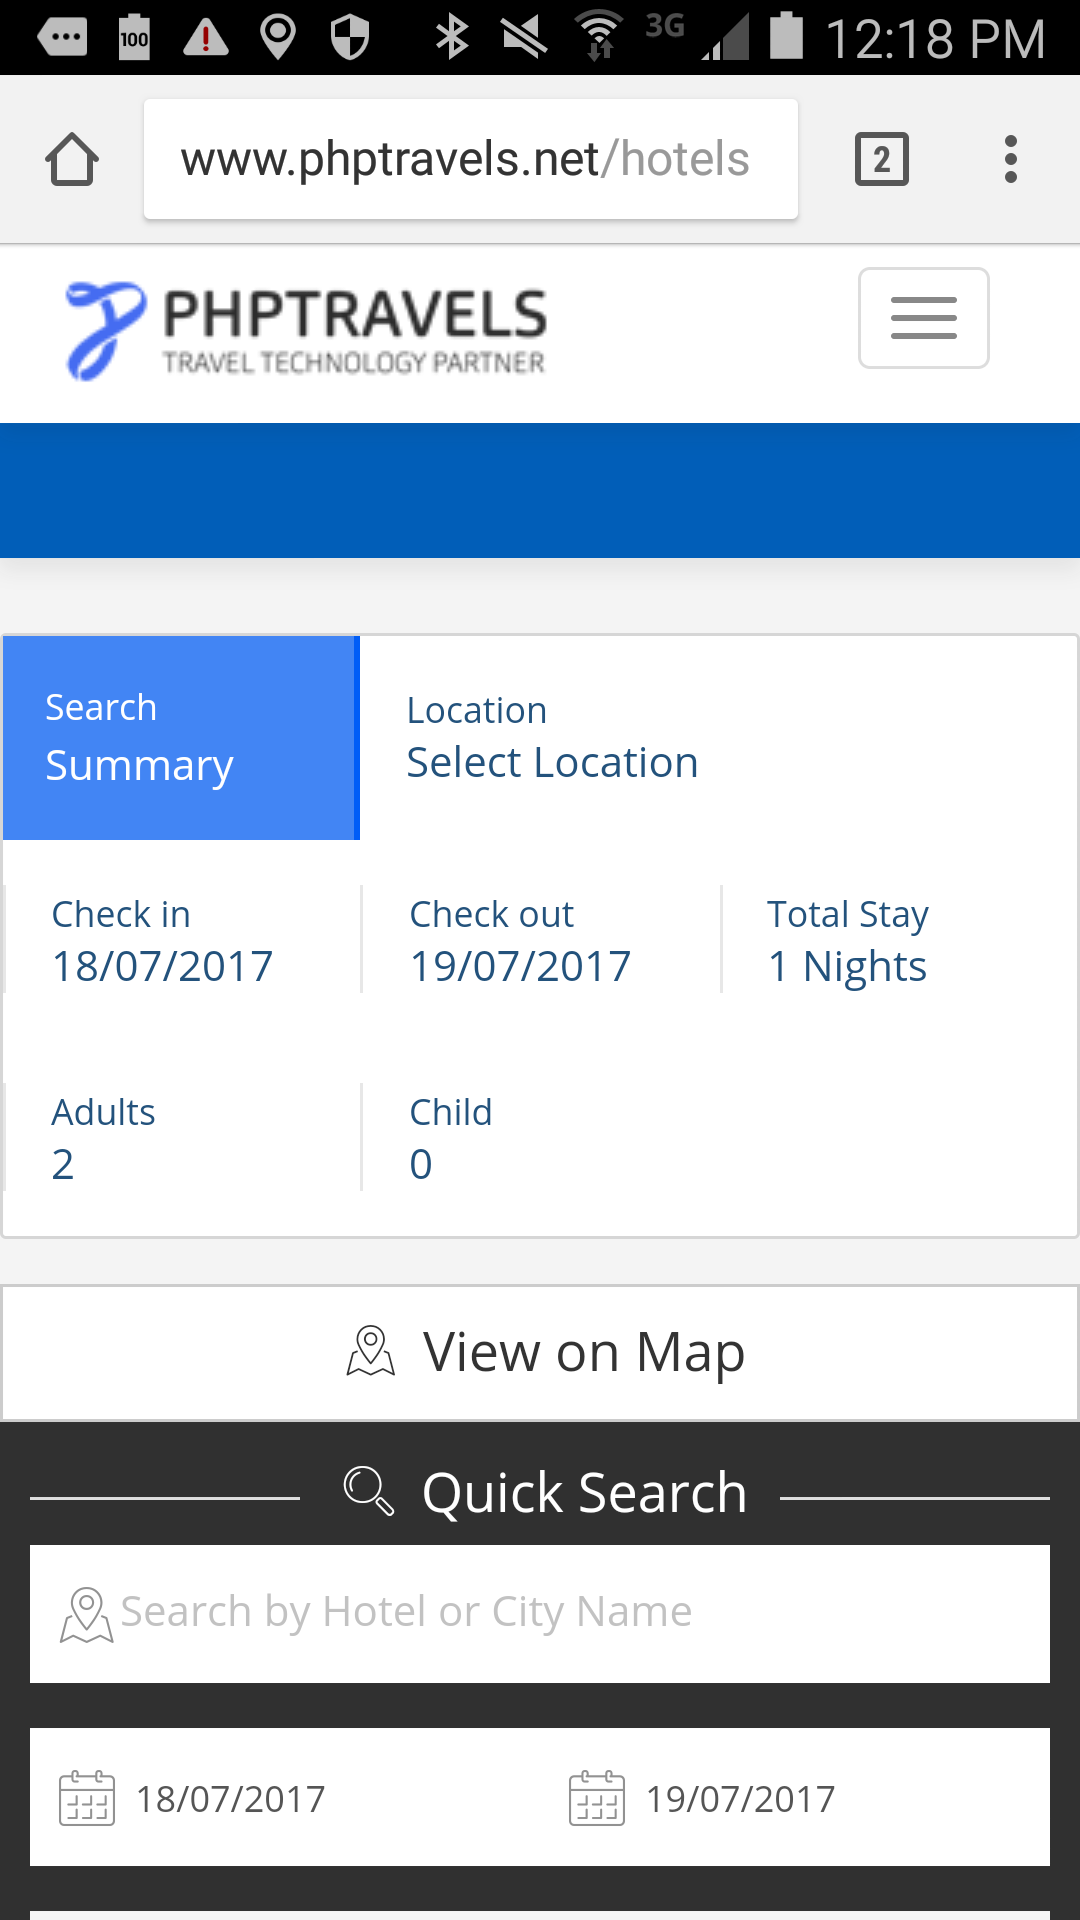 100 3G 12:18 PM
www.phptravels.net/hotels 2
PHPTRAVELS
TRAVEL TECHNOLOGY PARTNER
Search
Summary
Location
Select Location
Check in
18/07/2017
Check out
19/07/2017
Total Stay
1 Nights
Adults
2
Child
0
View on Map
Quick Search
Search by Hotel or City Name
18/07/2017 19/07/2017